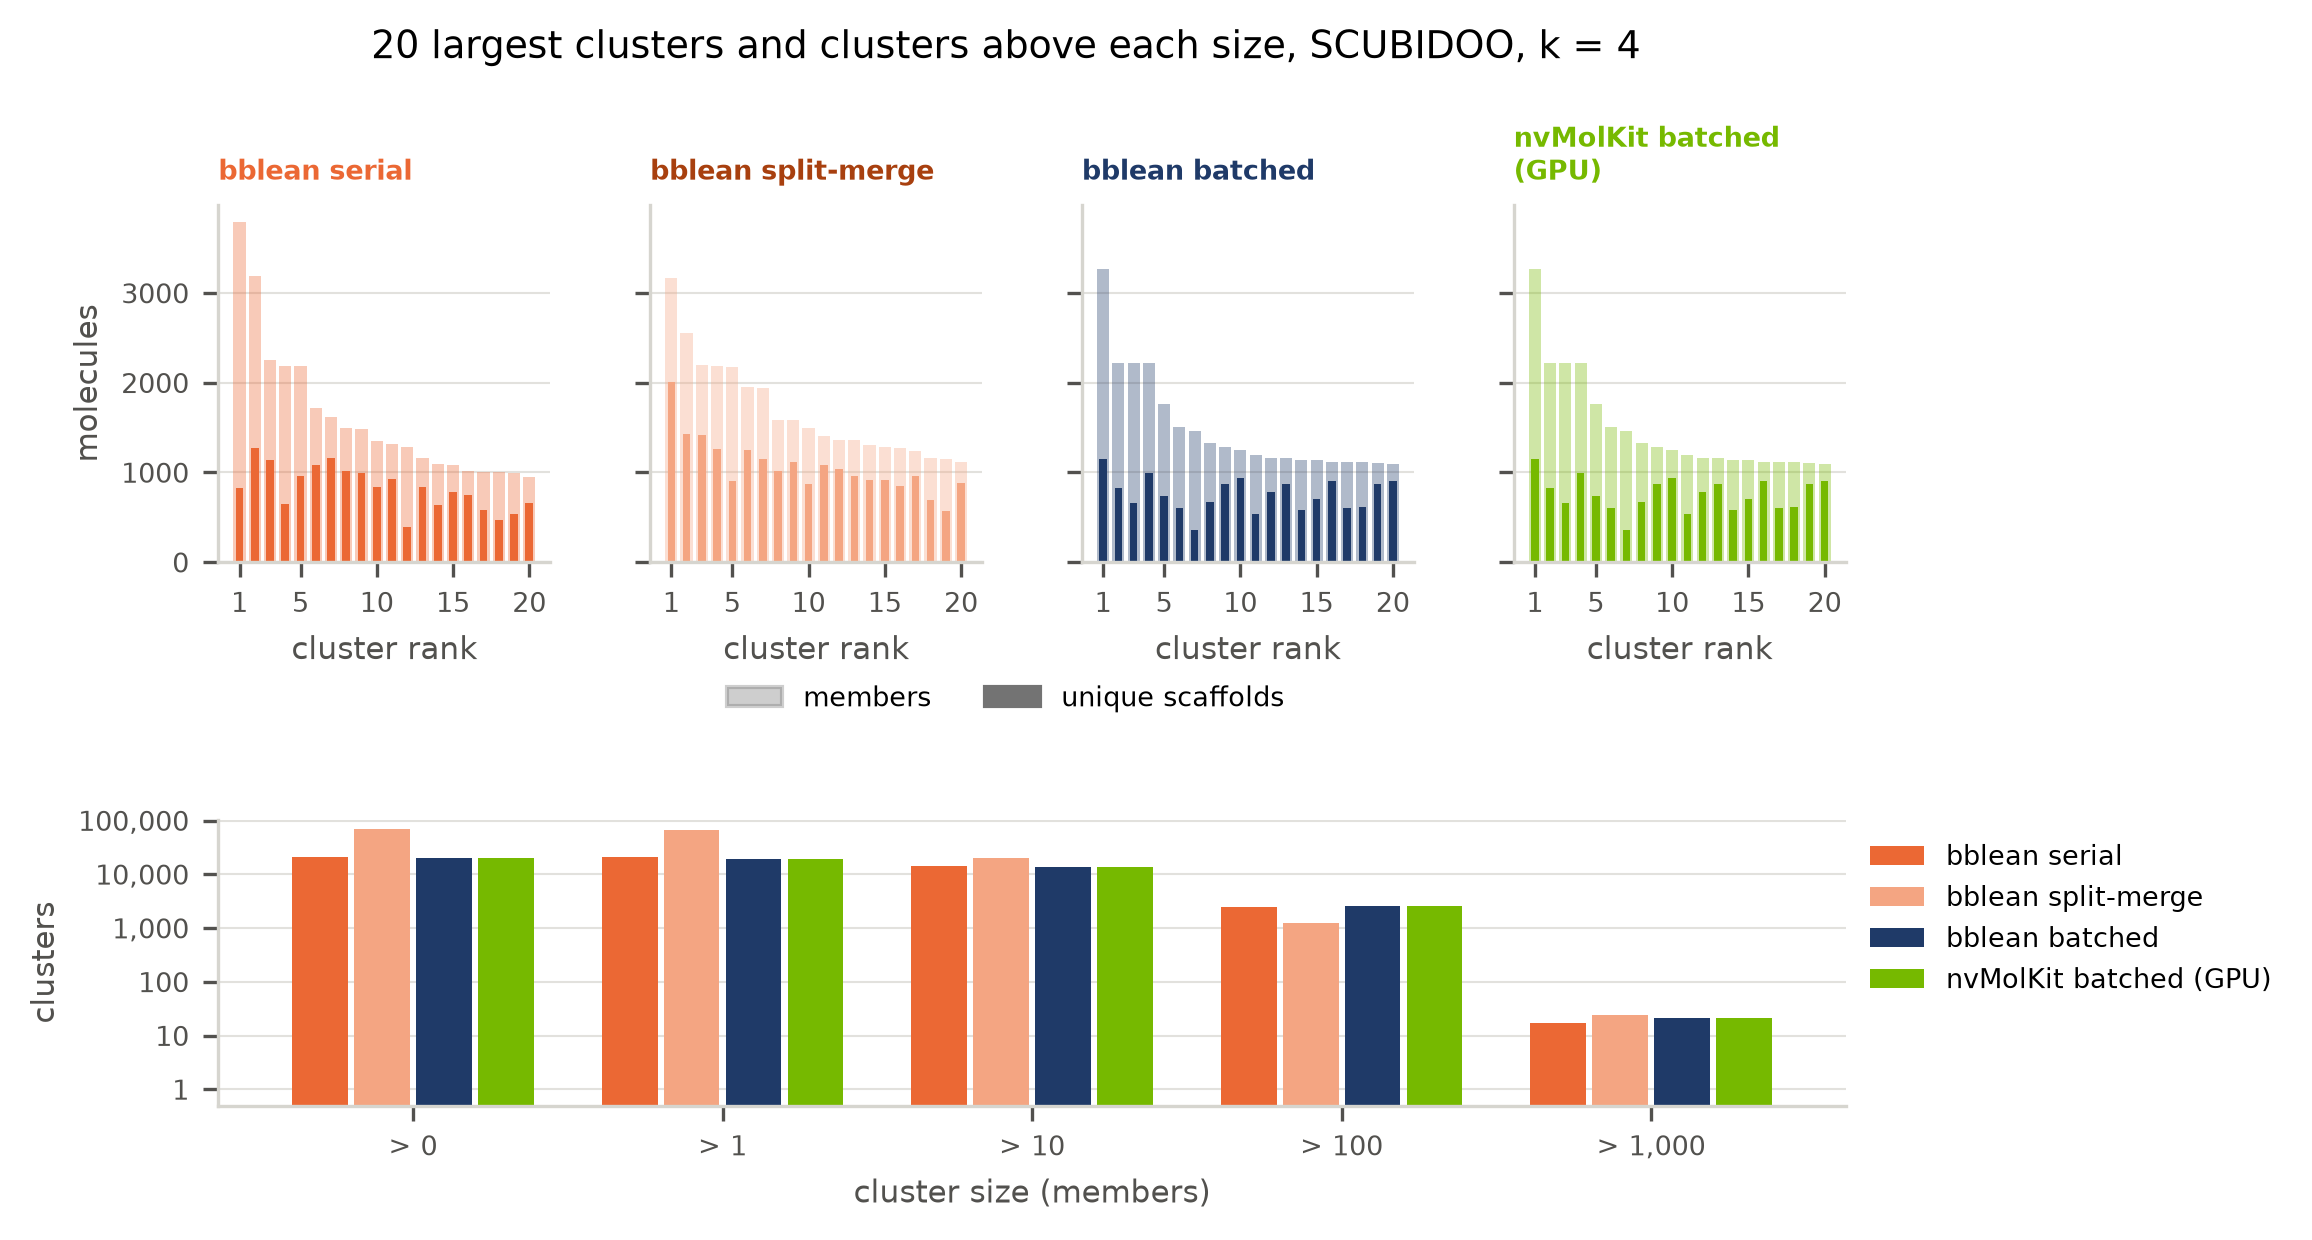 20 largest clusters and clusters above each size, SCUBIDOO, k = 4
bblean serial
bblean split-merge
bblean batched
nvMolKit batched
(GPU)
molecules
3000
2000
1000
0
1 5 10 15 20
1 5 10 15 20
1 5 10 15 20
1 5 10 15 20
cluster rank
cluster rank
cluster rank
cluster rank
members
unique scaffolds
clusters
100,000
10,000
1,000
100
10
1
> 0
> 1
> 10
> 100
> 1,000
cluster size (members)
bblean serial
bblean split-merge
bblean batched
nvMolKit batched (GPU)